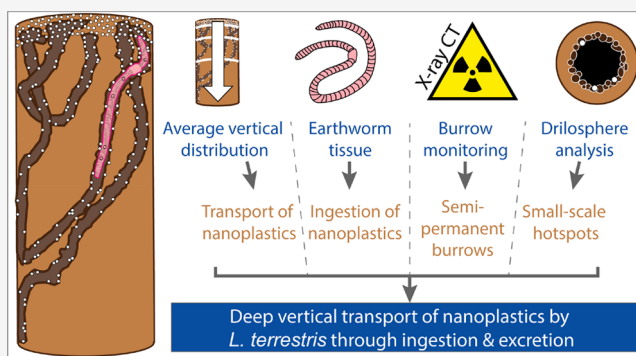 X-ray CT
Average vertical
distribution
Earthworm
tissue
Burrow
monitoring
Drilosphere
analysis
Transport of
nanoplastics
Ingestion of
nanoplastics
Semi-
permanent
burrows
Small-scale
hotspots
Deep vertical transport of nanoplastics by
L. terrestris through ingestion & excretion